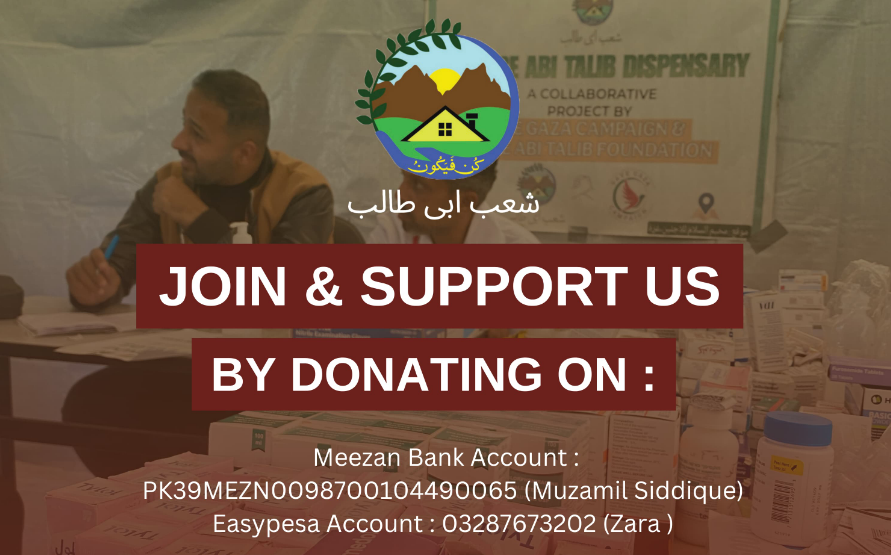 كُن فَيَكُونُ
شعب ابی طالب
ABI TALIB DISPENSARY
A COLLABORATIVE
PROJECT BY
GAZA CAMPAIGN &
ABI TALIB FOUNDATION
JOIN & SUPPORT US
BY DONATING ON :
Meezan Bank Account :
PK39MEZN0098700104490065 (Muzamil Siddique)
Easypesa Account : 03287673202 (Zara )